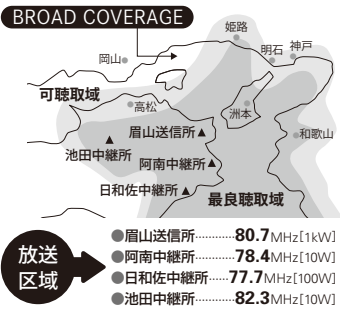 BROAD COVERAGE
姫路
岡山
明石
神戸
可聴取域
高松
洲本
眉山送信所
和歌山
池田中継所
阿南中継所
日和佐中継所
最良聴取域
放送
区域
●眉山送信所…………80.7MHz[1kW]
●阿南中継所…………78.4MHz[10W]
●日和佐中継所………77.7MHz[100W]
●池田中継所…………82.3MHz[10W]